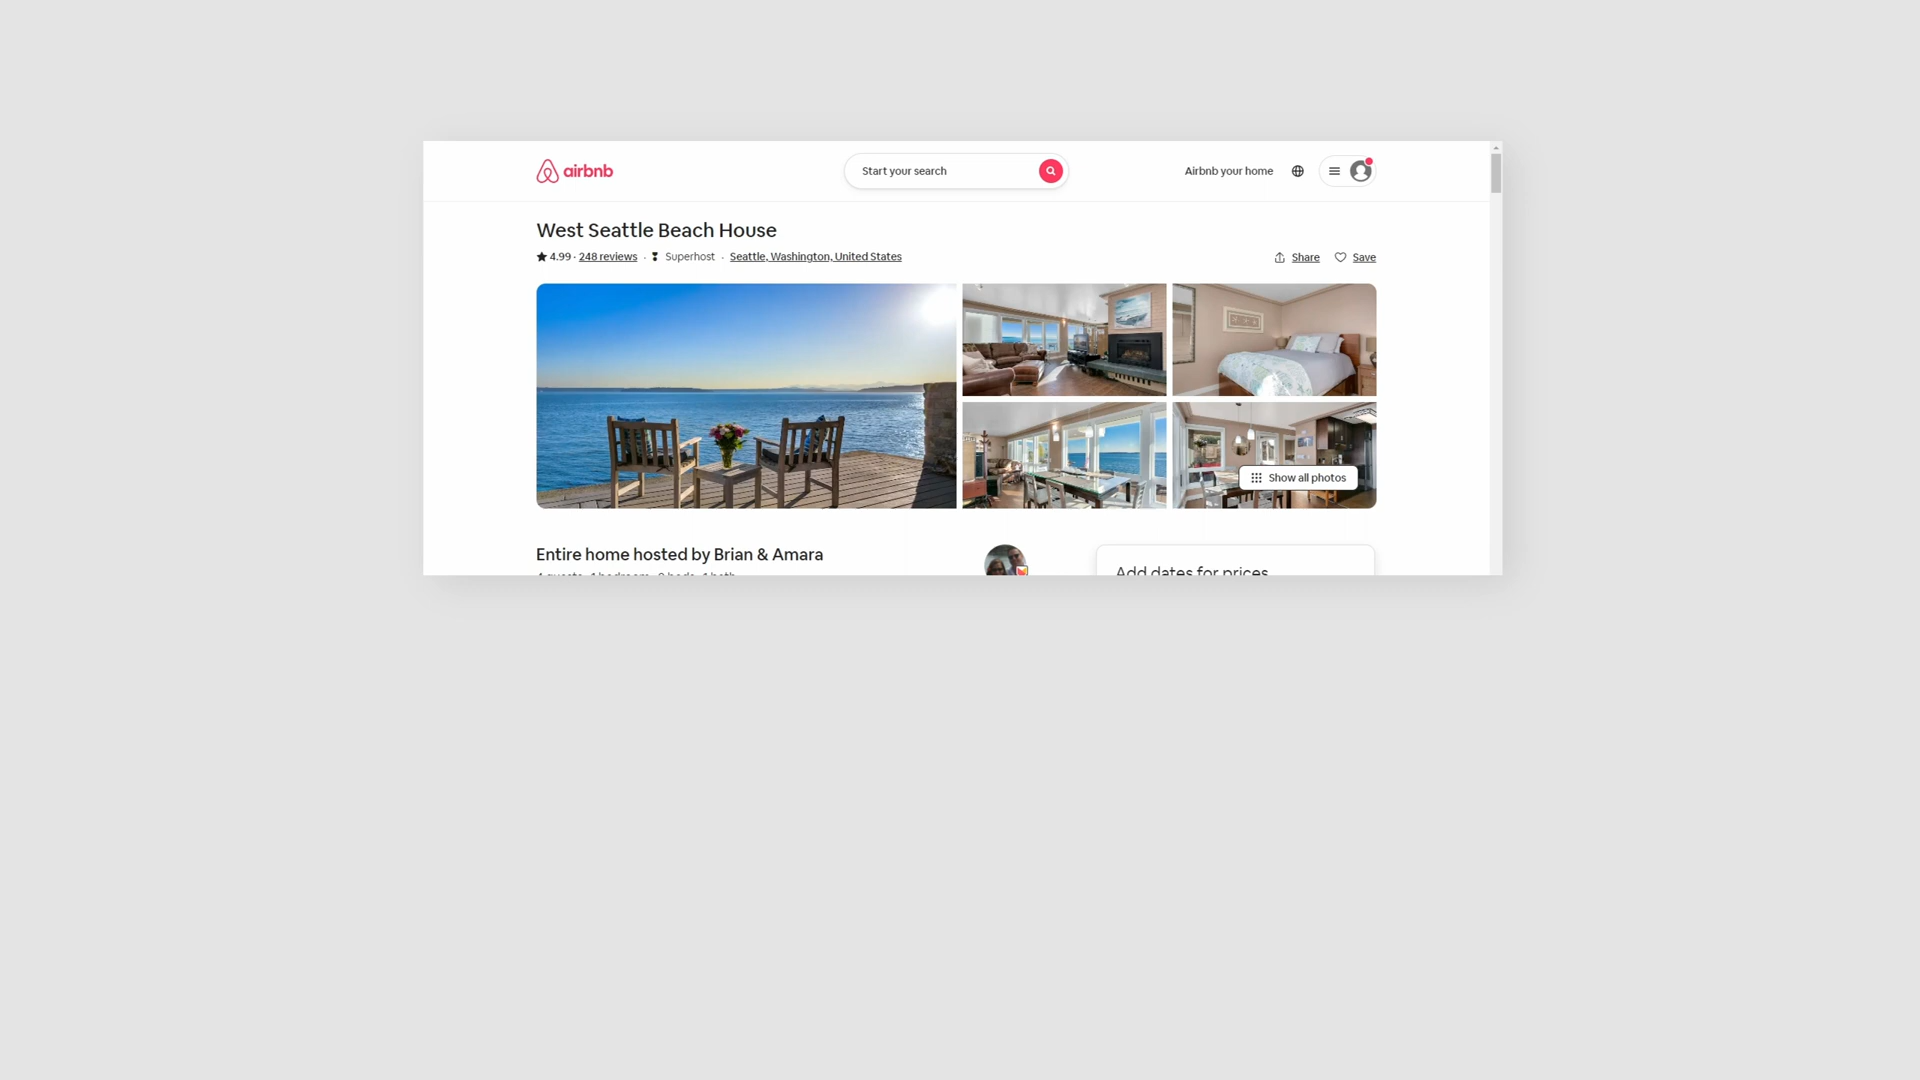 airbnb
Start your search
Airbnb your home
West Seattle Beach House
4.99 · 248 reviews · Superhost · Seattle, Washington, United States
Share
Save
Show all photos
Entire home hosted by Brian & Amara
Add dates for prices